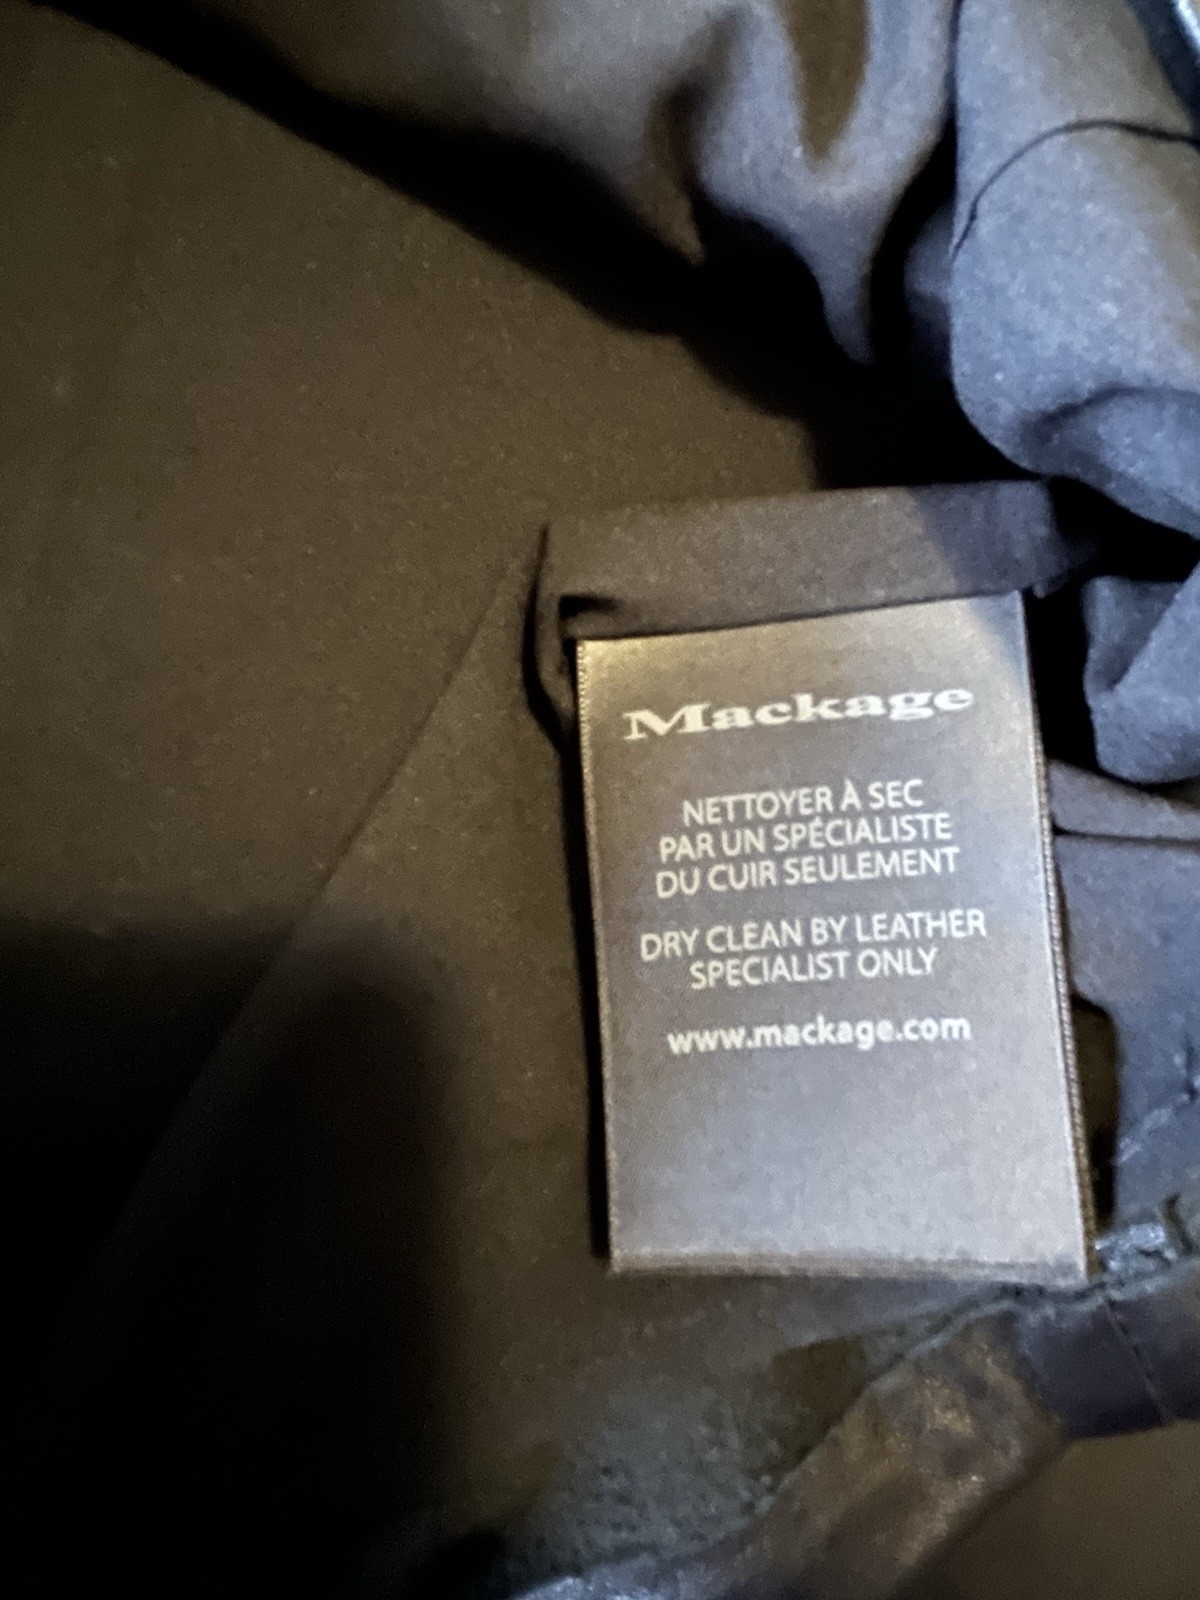 Mackage
NETTOYER À SEC
PAR UN SPÉCIALISTE
DU CUIR SEULEMENT
DRY CLEAN BY LEATHER
SPECIALIST ONLY
www.mackage.com